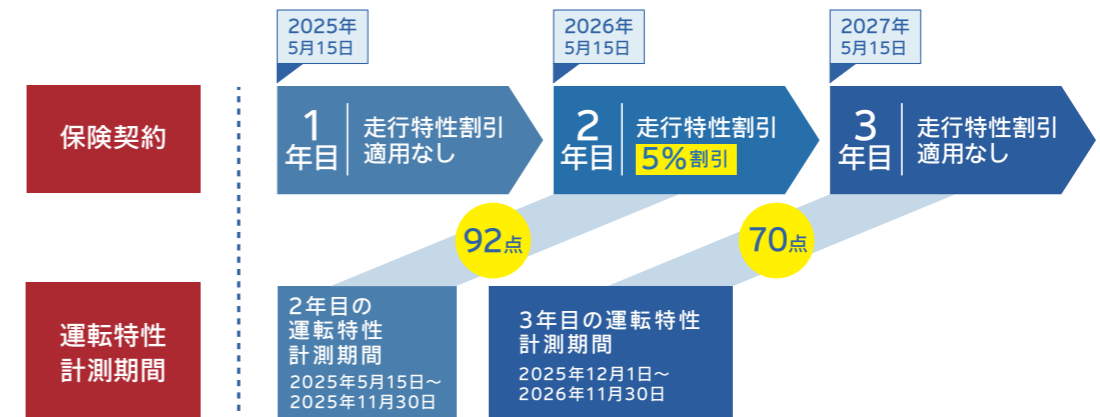 2025年
5月15日
2026年
5月15日
2027年
5月15日
保険契約
1
年目
走行特性割引
適用なし
2
年目
走行特性割引
5%割引
3
年目
走行特性割引
適用なし
92点
70点
運転特性
計測期間
2年目の
運転特性
計測期間
2025年5月15日～
2025年11月30日
3年目の運転特性
計測期間
2025年12月1日～
2026年11月30日